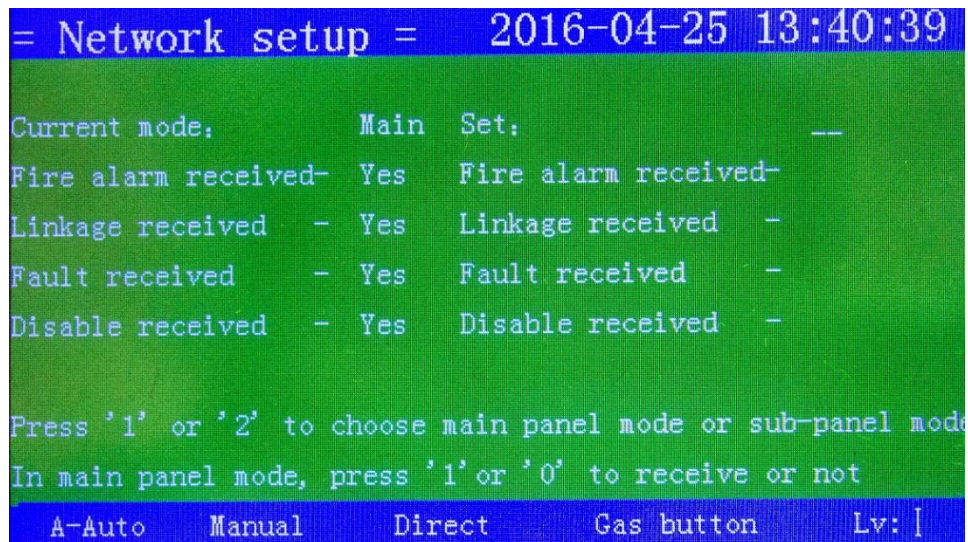 = Network setup = 2016-04-25 13:40:39
Current mode: Main Set: __
Fire alarm received- Yes Fire alarm received-
Linkage received - Yes Linkage received -
Fault received - Yes Fault received -
Disable received - Yes Disable received -
Press '1' or '2' to choose main panel mode or sub-panel mode
In main panel mode, press '1'or '0' to receive or not
A-Auto Manual Direct Gas button Lv: